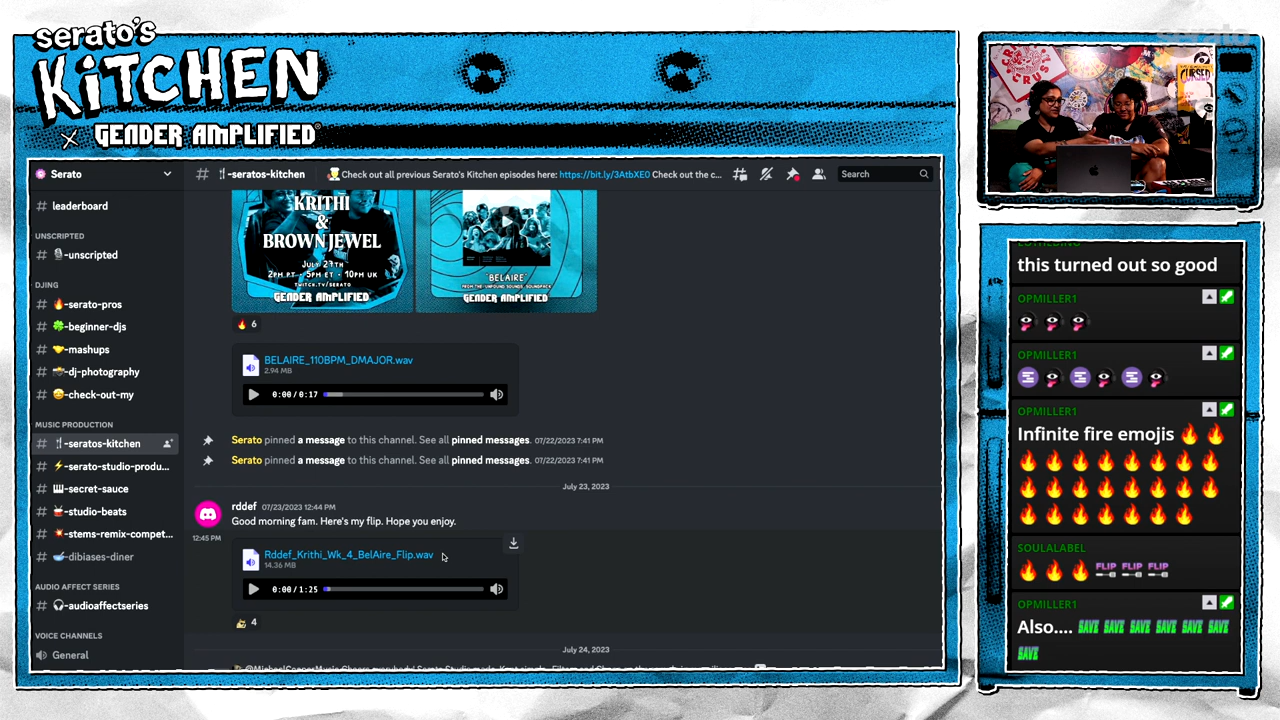 serato's
KiTCHEN
X GENDER AMPLIFIED
serato
CURSED
Serato
leaderboard
UNSCRIPTED
# -unscripted
DJING
# -serato-pros
# -beginner-djs
# -mashups
# -dj-photography
# -check-out-my
MUSIC PRODUCTION
# -seratos-kitchen
# -serato-studio-produ...
# -secret-sauce
# -studio-beats
# -stems-remix-compet...
# -dibiases-diner
AUDIO AFFECT SERIES
# -audioaffectseries
VOICE CHANNELS
General
# -seratos-kitchen
Check out all previous Serato's Kitchen episodes here: https://bit.ly/3AtbXE0 Check out the c...
Search
KRITHI
&
BROWN JEWEL
JULY 27TH
2PM PT • 5PM ET • 10PM UK
TWITCH.TV/SERATO
GENDER AMPLIFIED
"BELAIRE"
FROM THE UNFOUND SOUNDS SOUNDPACK
GENDER AMPLIFIED
🔥 6
BELAIRE_110BPM_DMAJOR.wav
2.94 MB
0:00 / 0:17
Serato pinned a message to this channel. See all pinned messages. 07/22/2023 7:41 PM
Serato pinned a message to this channel. See all pinned messages. 07/22/2023 7:41 PM
July 23, 2023
rddef 07/23/2023 12:44 PM
Good morning fam. Here's my flip. Hope you enjoy.
12:45 PM
Rddef_Krithi_Wk_4_BelAire_Flip.wav
14.36 MB
0:00 / 1:25
4
July 24, 2023
this turned out so good
OPMILLER1
OPMILLER1
OPMILLER1
Infinite fire emojis 🔥 🔥
🔥 🔥 🔥 🔥 🔥 🔥 🔥 🔥
🔥 🔥 🔥 🔥 🔥 🔥 🔥 🔥
🔥 🔥 🔥 🔥 🔥 🔥 🔥
SOULALABEL
🔥 🔥 🔥 FLIP FLIP FLIP
OPMILLER1
Also.... SAVE SAVE SAVE SAVE SAVE SAVE
SAVE